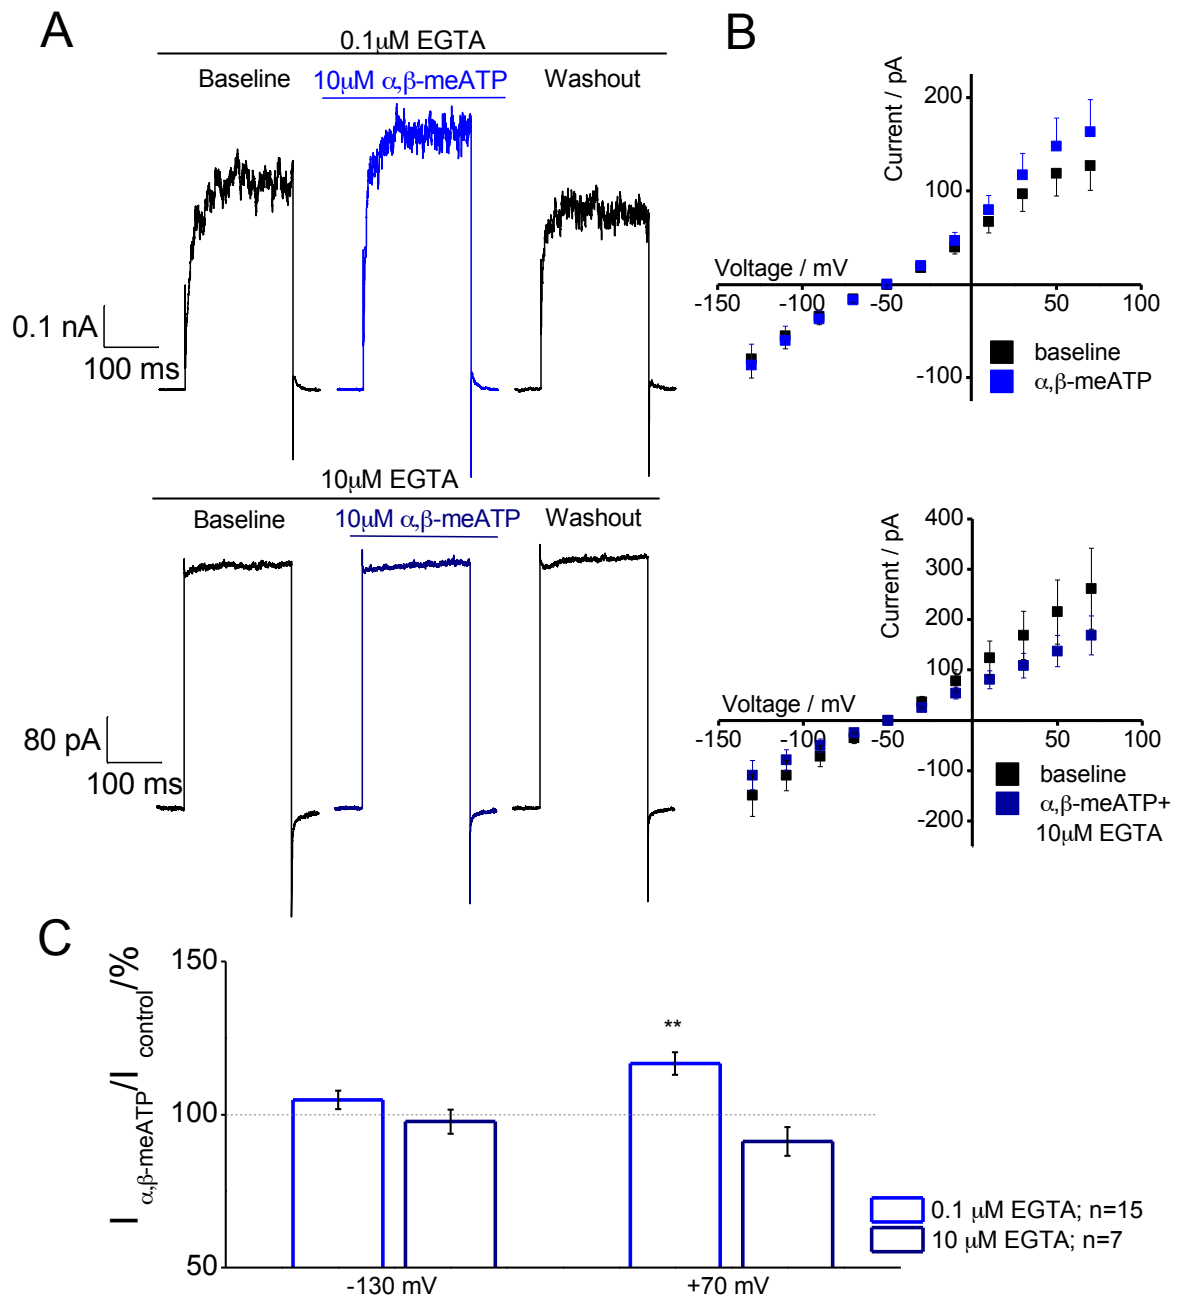 A
0.1μM EGTA
Baseline
10μM α,β-meATP
Washout
0.1 nA
100 ms
10μM EGTA
Baseline
10μM α,β-meATP
Washout
80 pA
100 ms
B
Current / pA
200
100
Voltage / mV
-150 -100 -50 50 100
-100
baseline
α,β-meATP
Current / pA
400
300
200
100
Voltage / mV
-150 -100 -50 50 100
-100
-200
baseline
α,β-meATP+
10μM EGTA
C
I α,β-meATP/I control/%
150
100
50
**
-130 mV
+70 mV
0.1 μM EGTA; n=15
10 μM EGTA; n=7